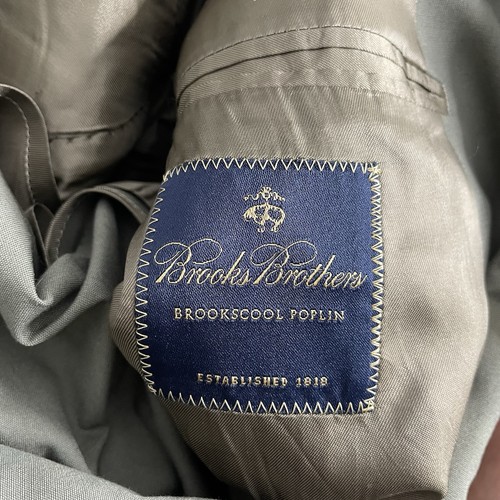 Brooks Brothers
BROOKSCOOL POPLIN
ESTABLISHED 1818